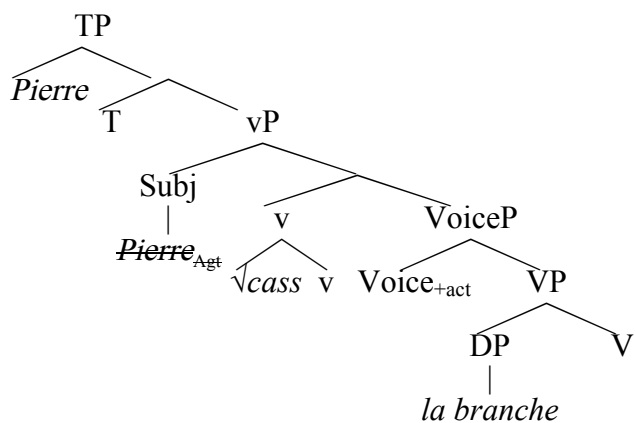 TP
Pierre
T vP
Subj v VoiceP
Pierre Agt √cass v Voice+act VP
DP V
la branche